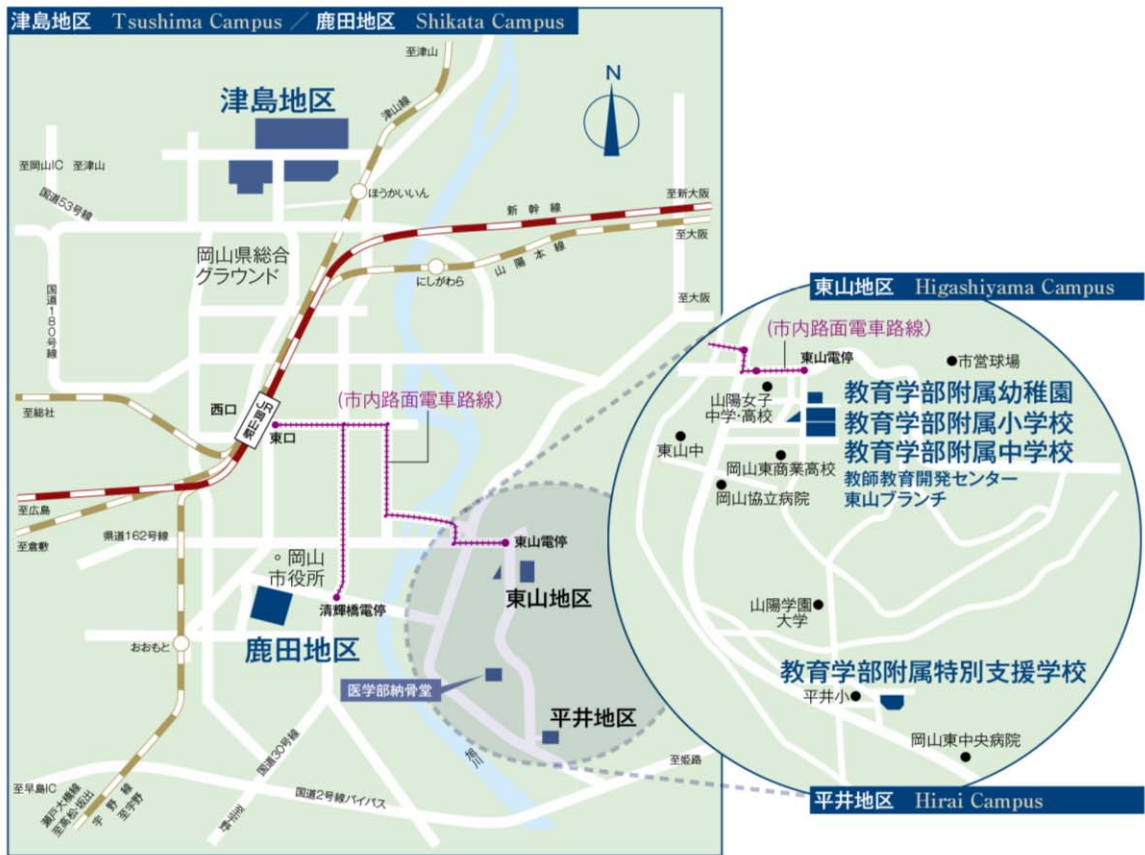 津島地区 Tsushima Campus / 鹿田地区 Shikata Campus
至津山
津山線
N
津島地区
至岡山IC 至津山
国道53号線
ほうかいいん
新幹線
至新大阪
至大阪
岡山県総合
グラウンド
にしがわら
山陽本線
国道180号線
至大阪
西口
JR岡山駅
東口
(市内路面電車路線)
至総社
至広島
至倉敷
県道162号線
岡山
市役所
東山電停
東山地区
清輝橋電停
鹿田地区
おおもと
医学部納骨堂
平井地区
旭川
国道30号線
至早島IC
瀬戸大橋線
至高松・坂出
宇野線
至宇野
至玉野
国道2号線バイパス
至姫路
東山地区 Higashiyama Campus
(市内路面電車路線)
東山電停
市営球場
山陽女子
中学・高校
教育学部附属幼稚園
教育学部附属小学校
教育学部附属中学校
教師教育開発センター
東山ブランチ
東山中
岡山東商業高校
岡山協立病院
山陽学園
大学
教育学部附属特別支援学校
平井小
岡山東中央病院
平井地区 Hirai Campus